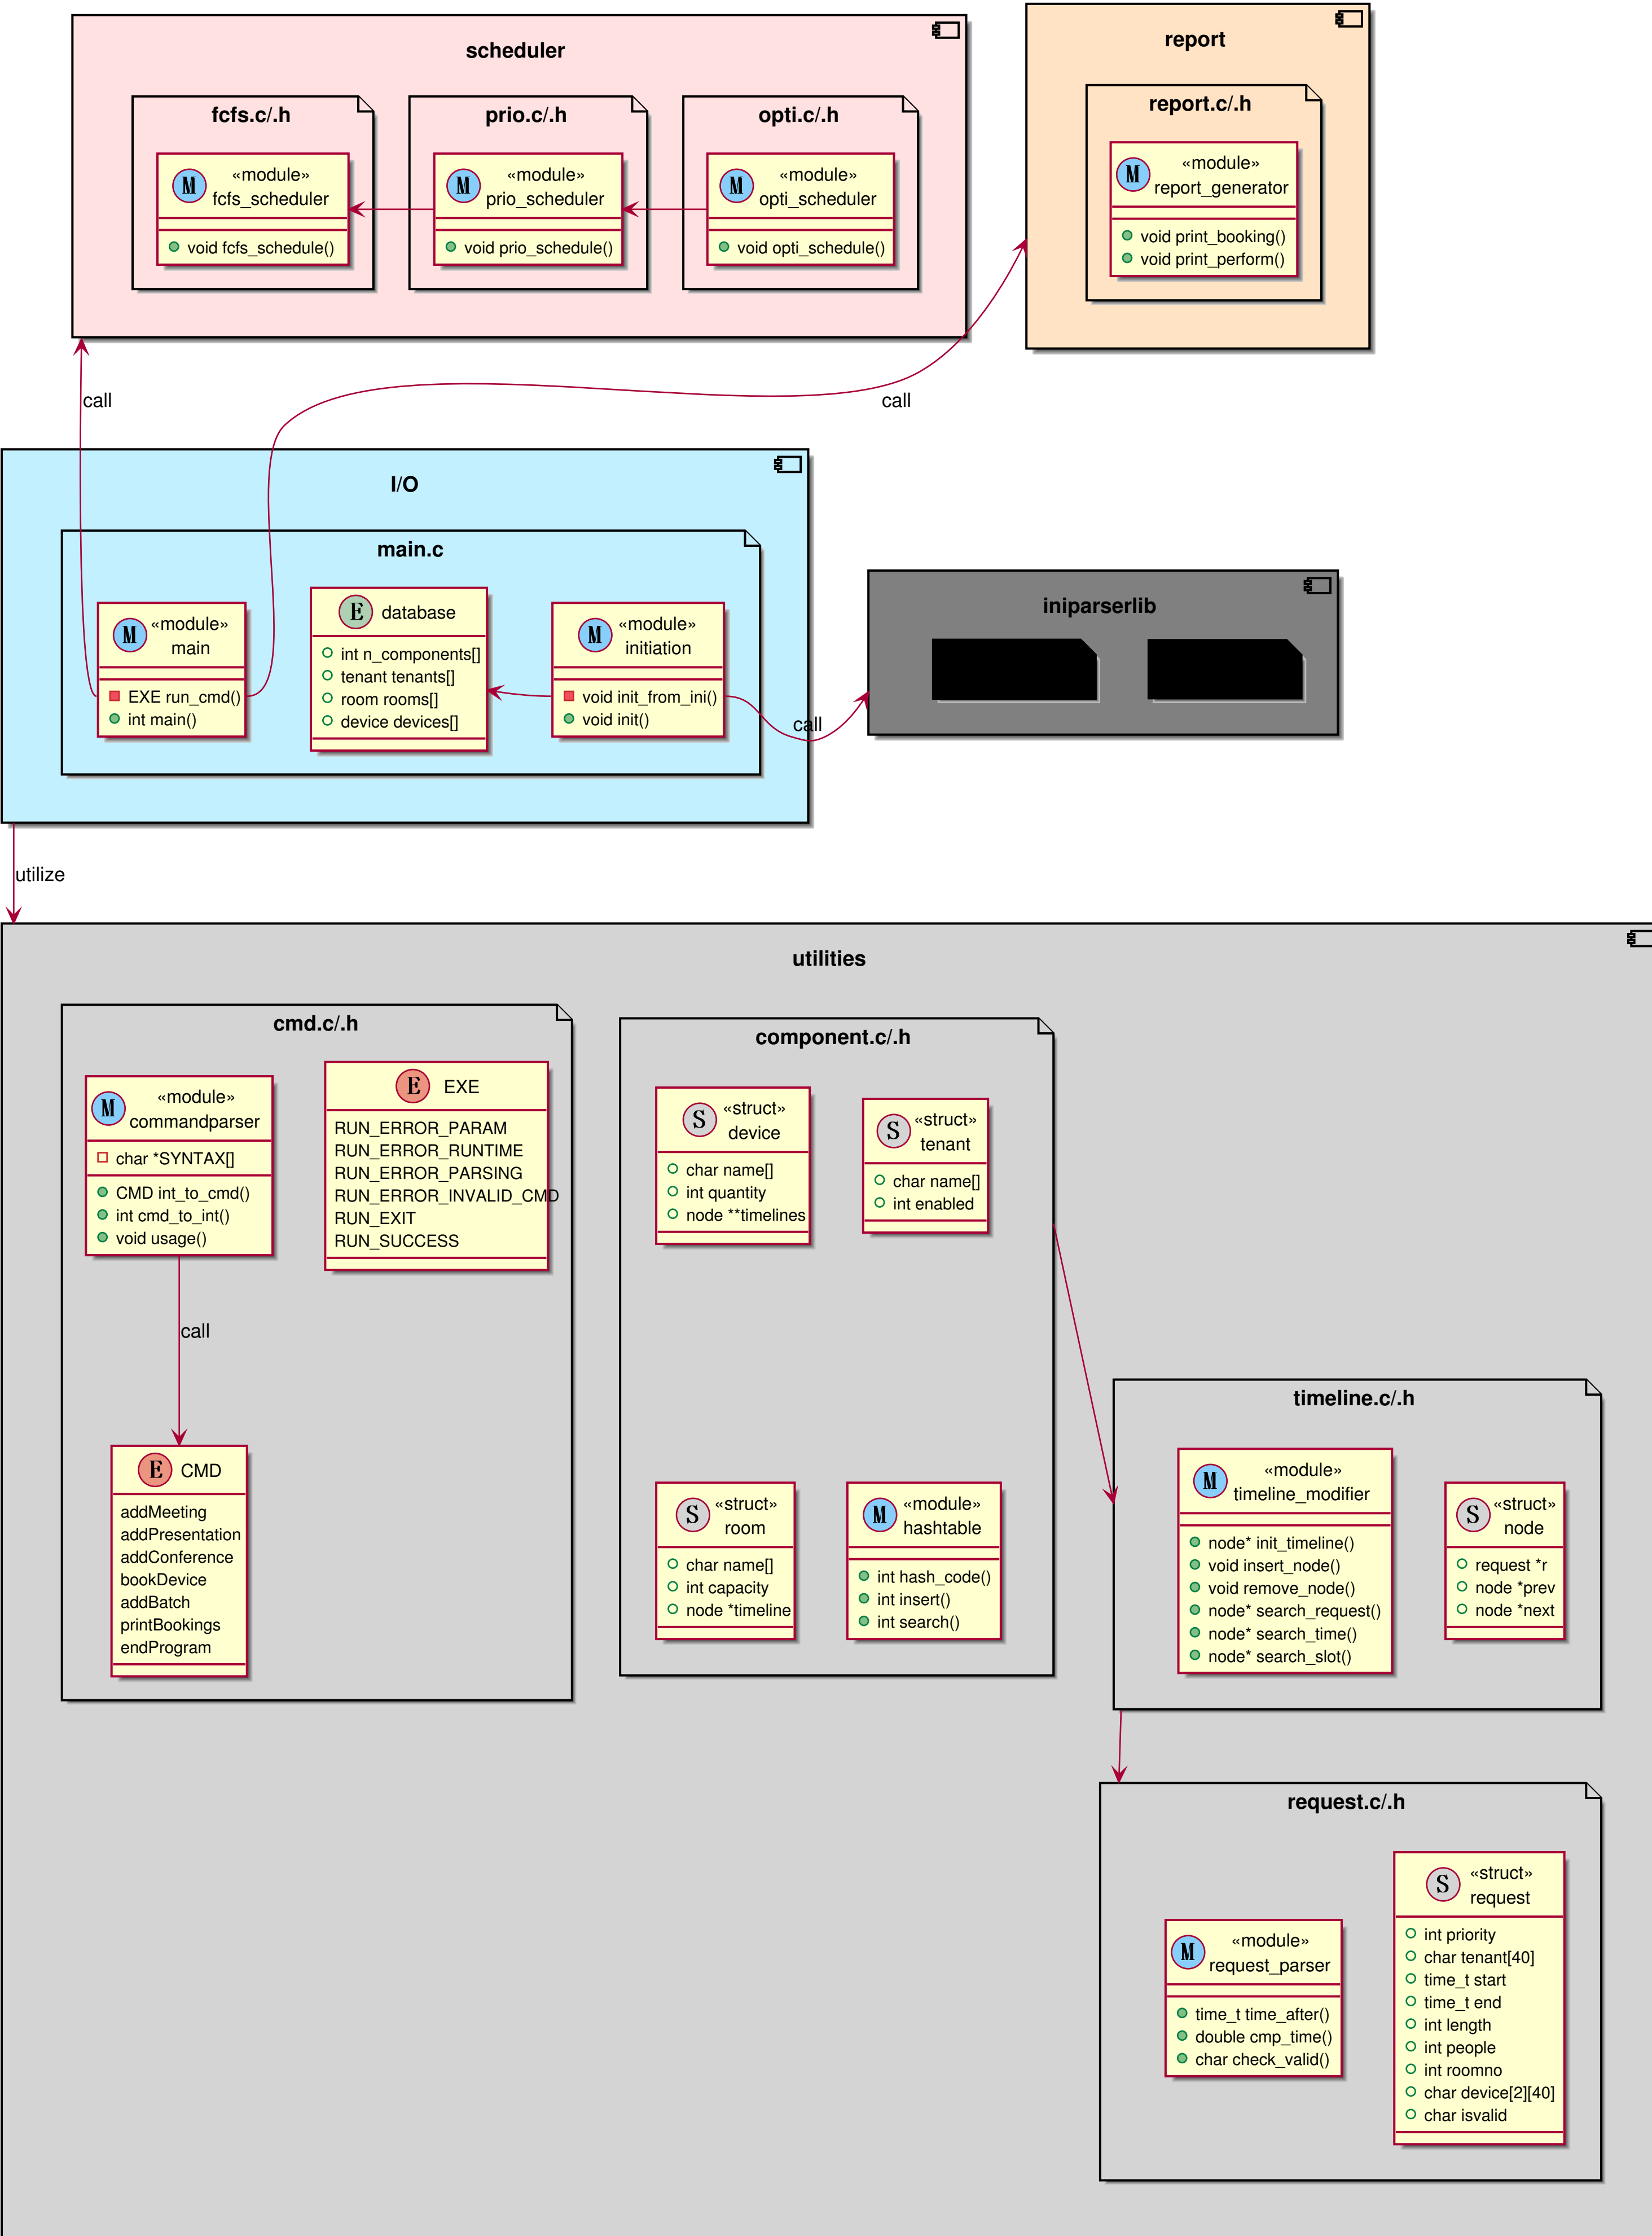 scheduler
fcfs.c/.h
M
«module»
fcfs_scheduler
void fcfs_schedule()
prio.c/.h
M
«module»
prio_scheduler
void prio_schedule()
opti.c/.h
M
«module»
opti_scheduler
void opti_schedule()
report
report.c/.h
M
«module»
report_generator
void print_booking()
void print_perform()
call
call
I/O
main.c
M
«module»
main
EXE run_cmd()
int main()
E
database
int n_components[]
tenant tenants[]
room rooms[]
device devices[]
M
«module»
initiation
void init_from_ini()
void init()
call
iniparserlib
utilize
utilities
cmd.c/.h
M
«module»
commandparser
char *SYNTAX[]
CMD int_to_cmd()
int cmd_to_int()
void usage()
E
EXE
RUN_ERROR_PARAM
RUN_ERROR_RUNTIME
RUN_ERROR_PARSING
RUN_ERROR_INVALID_CMD
RUN_EXIT
RUN_SUCCESS
call
E
CMD
addMeeting
addPresentation
addConference
bookDevice
addBatch
printBookings
endProgram
component.c/.h
S
«struct»
device
char name[]
int quantity
node **timelines
S
«struct»
tenant
char name[]
int enabled
S
«struct»
room
char name[]
int capacity
node *timeline
M
«module»
hashtable
int hash_code()
int insert()
int search()
timeline.c/.h
M
«module»
timeline_modifier
node* init_timeline()
void insert_node()
void remove_node()
node* search_request()
node* search_time()
node* search_slot()
S
«struct»
node
request *r
node *prev
node *next
request.c/.h
M
«module»
request_parser
time_t time_after()
double cmp_time()
char check_valid()
S
«struct»
request
int priority
char tenant[40]
time_t start
time_t end
int length
int people
int roomno
char device[2][40]
char isvalid